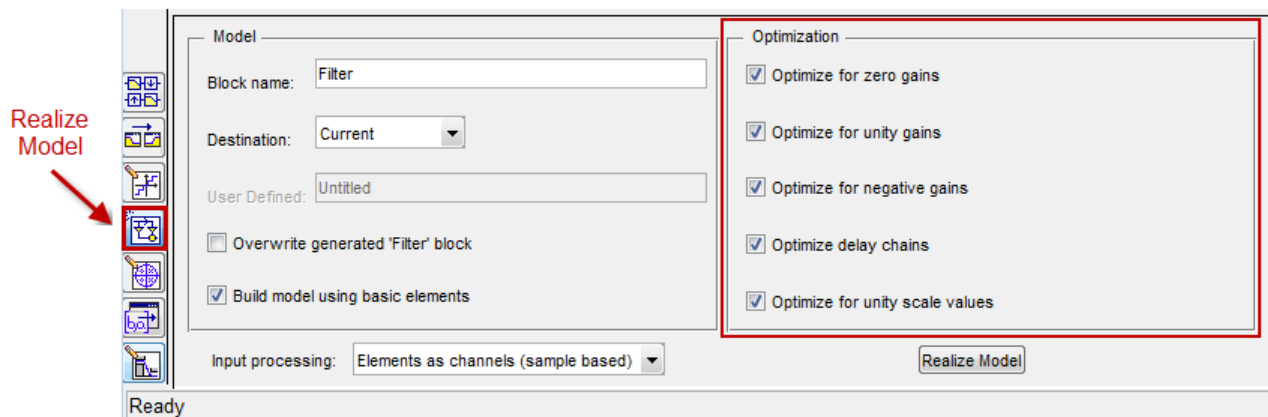 Realize
Model
Model
Block name: Filter
Destination: Current
User Defined: Untitled
Overwrite generated 'Filter' block
Build model using basic elements
Optimization
Optimize for zero gains
Optimize for unity gains
Optimize for negative gains
Optimize delay chains
Optimize for unity scale values
Input processing: Elements as channels (sample based)
Realize Model
[b,a]
Ready